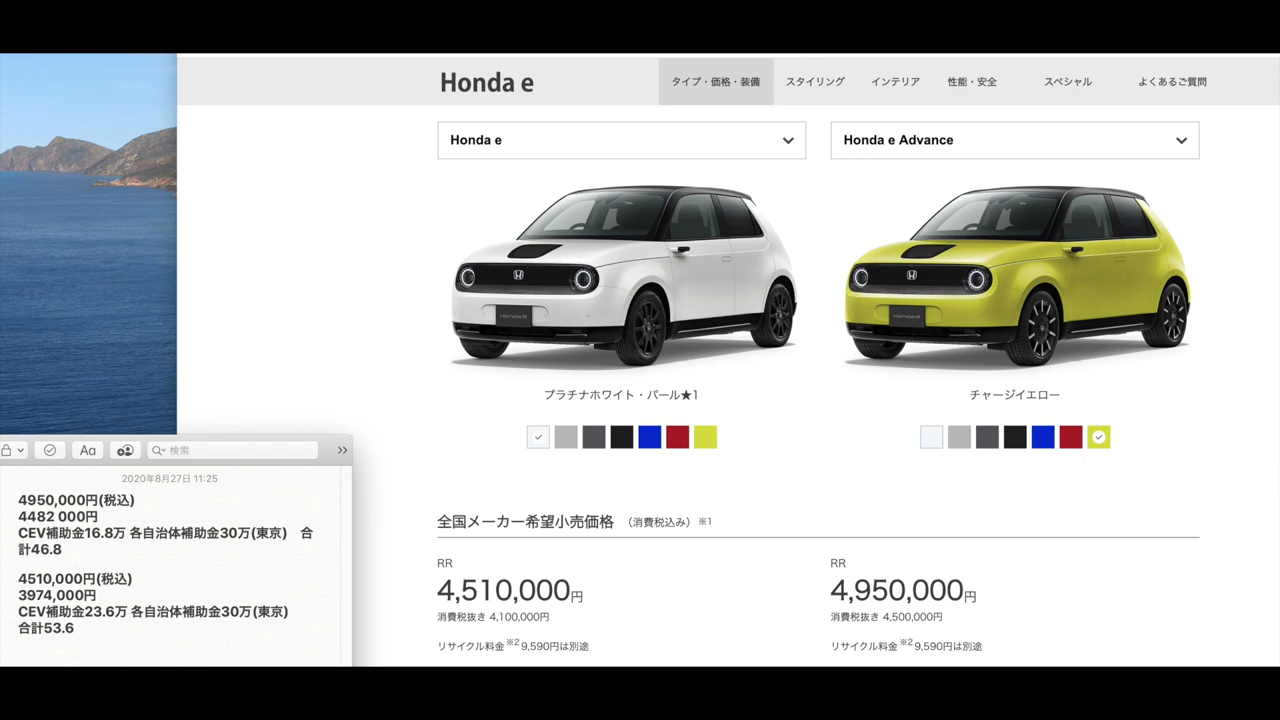 Honda e
タイプ・価格・装備
スタイリング
インテリア
性能・安全
スペシャル
よくあるご質問
Honda e
Honda e Advance
プラチナホワイト・パール★1
チャージイエロー
全国メーカー希望小売価格 （消費税込み）※1
RR
4,510,000円
消費税抜き 4,100,000円
リサイクル料金※2 9,590円は別途
RR
4,950,000円
消費税抜き 4,500,000円
リサイクル料金※2 9,590円は別途
Aa
検索
2020年8月27日 11:25
4950,000円(税込)
4482 000円
CEV補助金16.8万 各自治体補助金30万(東京)　合
計46.8
4510,000円(税込)
3974,000円
CEV補助金23.6万 各自治体補助金30万(東京)
合計53.6